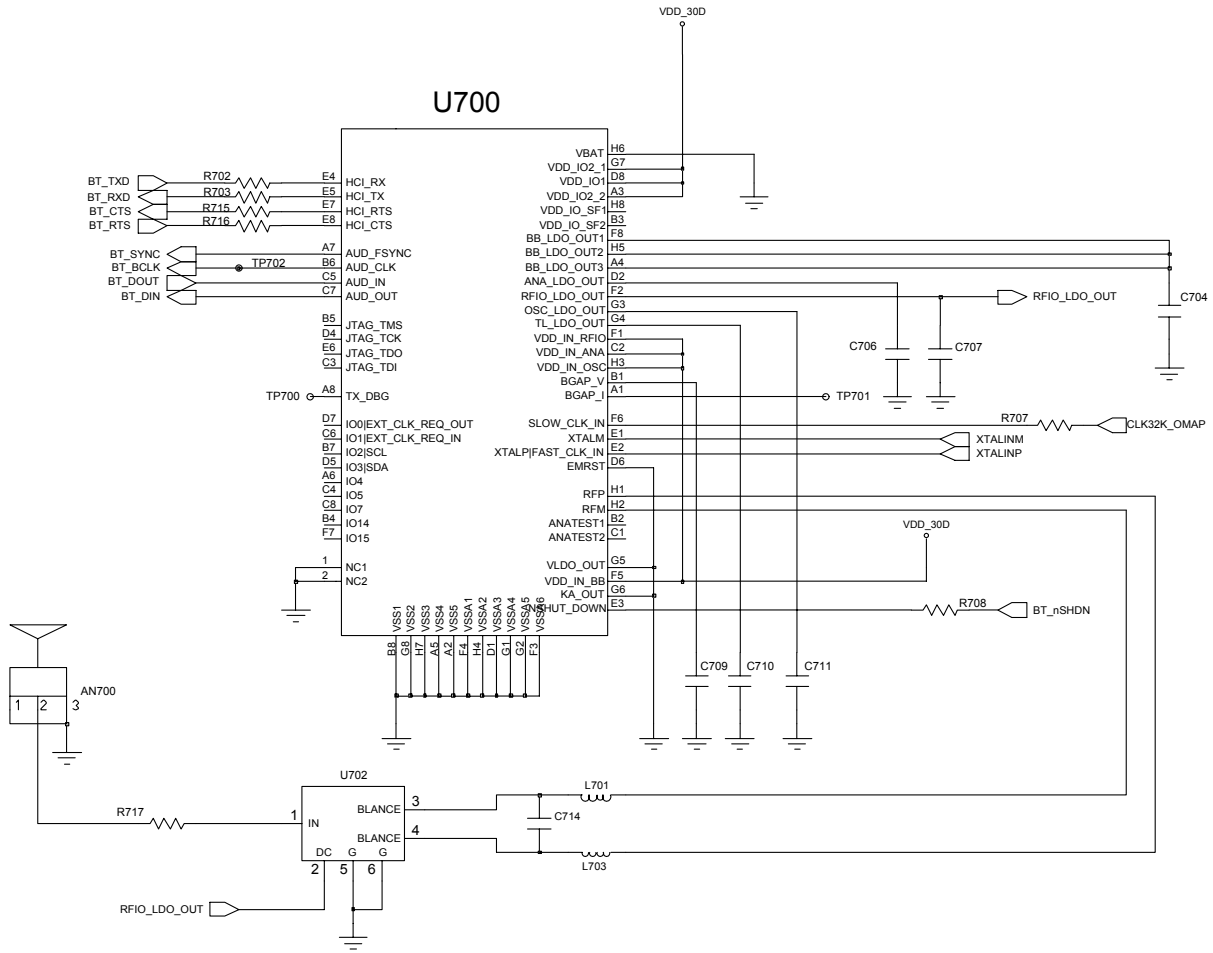 VDD_30D
U700
VBAT H6
VDD_IO2_1 G7
VDD_IO1 D8
VDD_IO2_2 A3
VDD_IO_SF1 H8
VDD_IO_SF2 B3
BB_LDO_OUT1 F8
BB_LDO_OUT2 H5
BB_LDO_OUT3 A4
ANA_LDO_OUT D2
RFIO_LDO_OUT F2
OSC_LDO_OUT G3
TL_LDO_OUT G4
VDD_IN_RFIO F1
VDD_IN_ANA C2
VDD_IN_OSC H3
BGAP_V B1
BGAP_I A1
SLOW_CLK_IN F6
XTALM E1
XTALP|FAST_CLK_IN E2
EMRST D6
RFP H1
RFM H2
ANATEST1 B2
ANATEST2 C1
VLDO_OUT G5
VDD_IN_BB F5
KA_OUT G6
NSHUT_DOWN E3
BT_TXD R702 E4 HCI_RX
BT_RXD R703 E5 HCI_TX
BT_CTS R715 E7 HCI_RTS
BT_RTS R716 E8 HCI_CTS
BT_SYNC A7 AUD_FSYNC
BT_BCLK TP702 B6 AUD_CLK
BT_DOUT C5 AUD_IN
BT_DIN C7 AUD_OUT
B5 JTAG_TMS
D4 JTAG_TCK
E6 JTAG_TDO
C3 JTAG_TDI
TP700 A8 TX_DBG
D7 IO0|EXT_CLK_REQ_OUT
C6 IO1|EXT_CLK_REQ_IN
B7 IO2|SCL
D5 IO3|SDA
A6 IO4
C4 IO5
C8 IO7
B4 IO14
F7 IO15
1 NC1
2 NC2
VSS1 B8
VSS2 G8
VSS3 H7
VSS4 A5
VSS5 A2
VSSA1 F4
VSSA2 H4
VSSA3 D1
VSSA4 G1
VSSA5 G2
VSSA6 F3
RFIO_LDO_OUT
C704
C706
C707
TP701
R707
CLK32K_OMAP
XTALINM
XTALINP
VDD_30D
R708
BT_nSHDN
C709
C710
C711
AN700
1 2 3
U702
R717
1 IN
BLANCE 3
BLANCE 4
DC G G
2 5 6
RFIO_LDO_OUT
L701
C714
L703